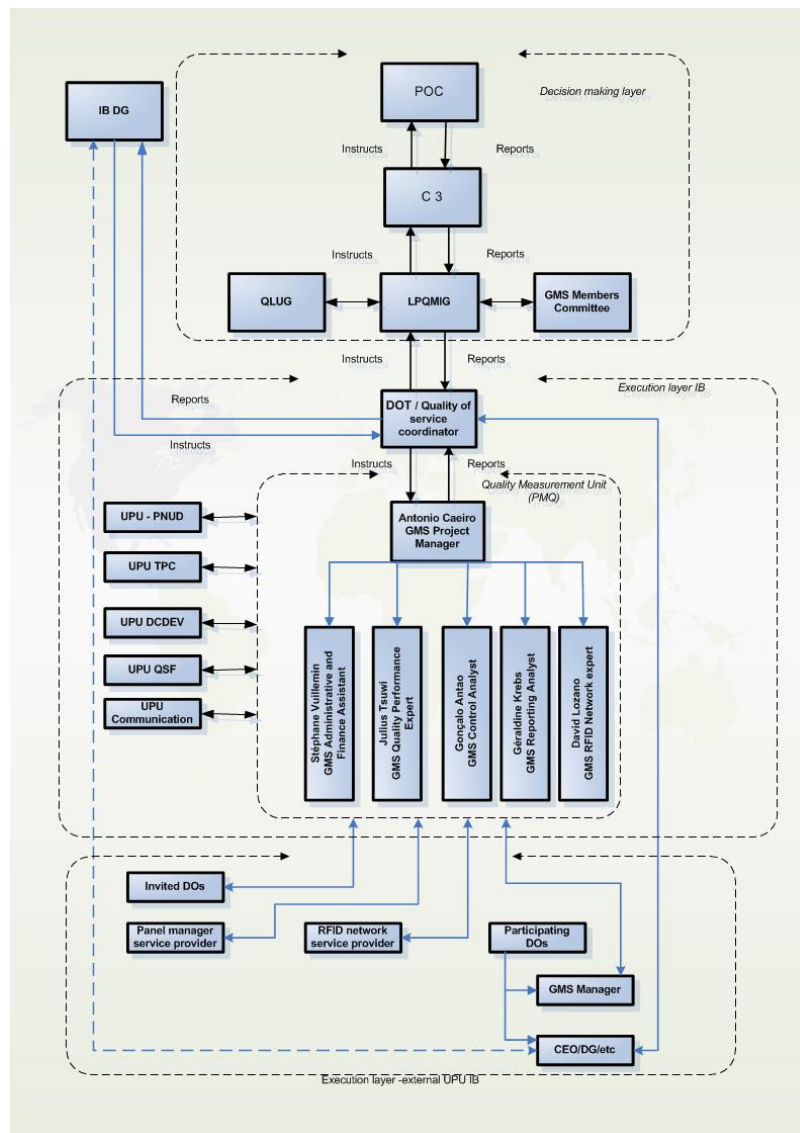 POC
Decision making layer
IB DG
Instructs
Reports
C 3
Instructs
Reports
QLUG
LPQMIG
GMS Members
Committee
Instructs
Reports
Execution layer IB
Reports
DOT / Quality of
service
coordinator
Instructs
Instructs
Reports
Quality Measurement Unit
(PMQ)
UPU - PNUD
Antonio Caeiro
GMS Project
Manager
UPU TPC
UPU DCDEV
UPU QSF
UPU
Communication
Stéphane Vuillemin
GMS Administrative and
Finance Assistant
Julius Tsuwi
GMS Quality Performance
Expert
Gonçalo Antao
GMS Control Analyst
Géraldine Krebs
GMS Reporting Analyst
David Lozano
GMS RFID Network expert
Invited DOs
Panel manager
service provider
RFID network
service provider
Participating
DOs
GMS Manager
CEO/DG/etc
Execution layer -external UPU IB